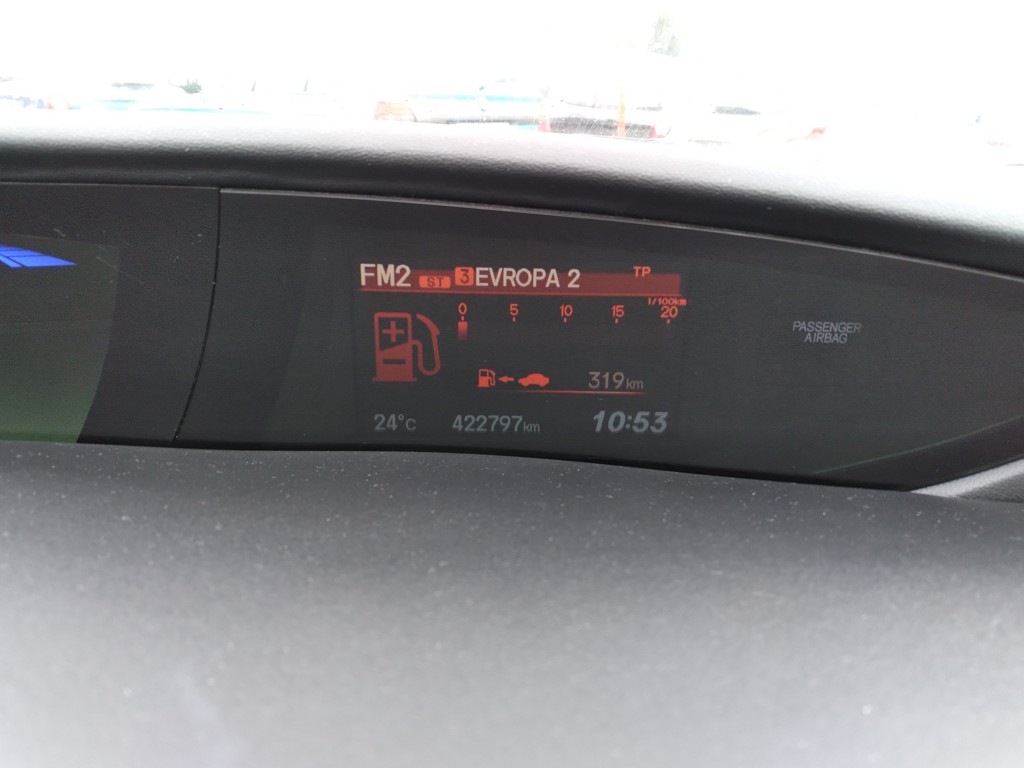 FM2 ST 3 EVROPA 2 TP
l/100km
0 5 10 15 20
319km
24°C 422797km 10:53
PASSENGER
AIRBAG